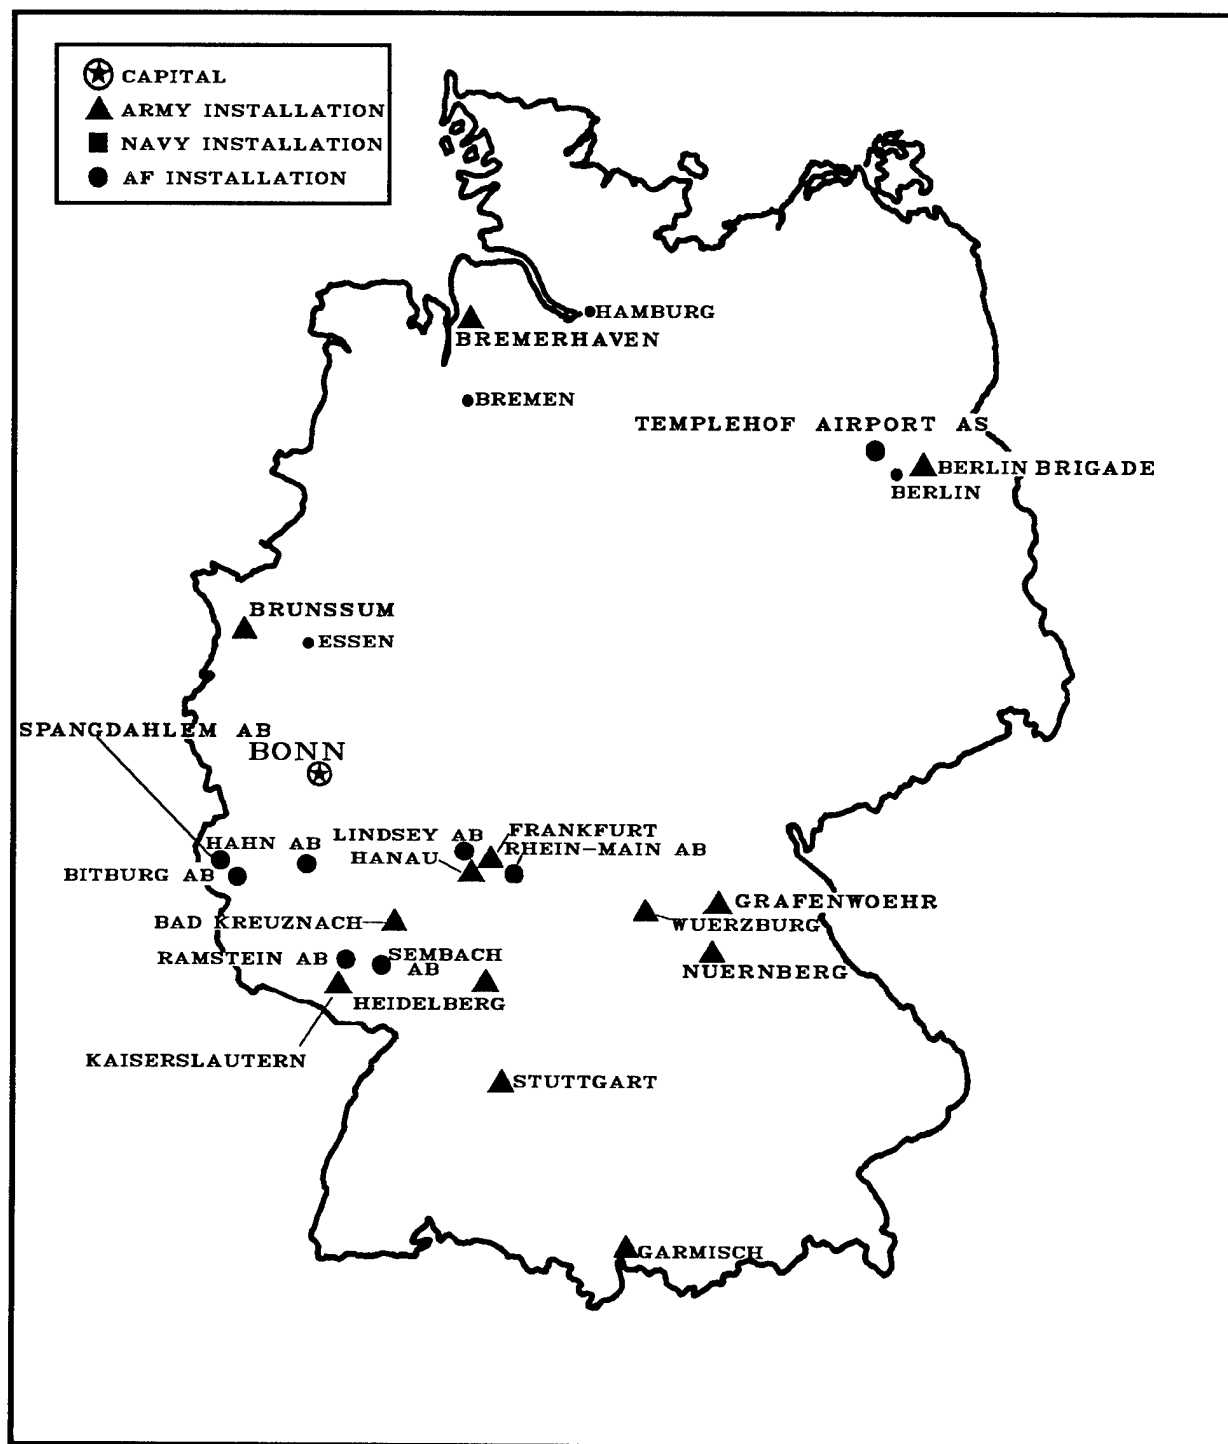 CAPITAL
ARMY INSTALLATION
NAVY INSTALLATION
AF INSTALLATION
HAMBURG
BREMERHAVEN
BREMEN
TEMPLEHOF AIRPORT AS
BERLIN BRIGADE
BERLIN
BRUNSSUM
ESSEN
SPANGDAHLEM AB
BONN
HAHN AB
LINDSEY AB
FRANKFURT
HANAU
RHEIN-MAIN AB
BITBURG AB
GRAFENWOEHR
BAD KREUZNACH
WUERZBURG
RAMSTEIN AB
SEMBACH
AB
NUERNBERG
HEIDELBERG
KAISERSLAUTERN
STUTTGART
GARMISCH